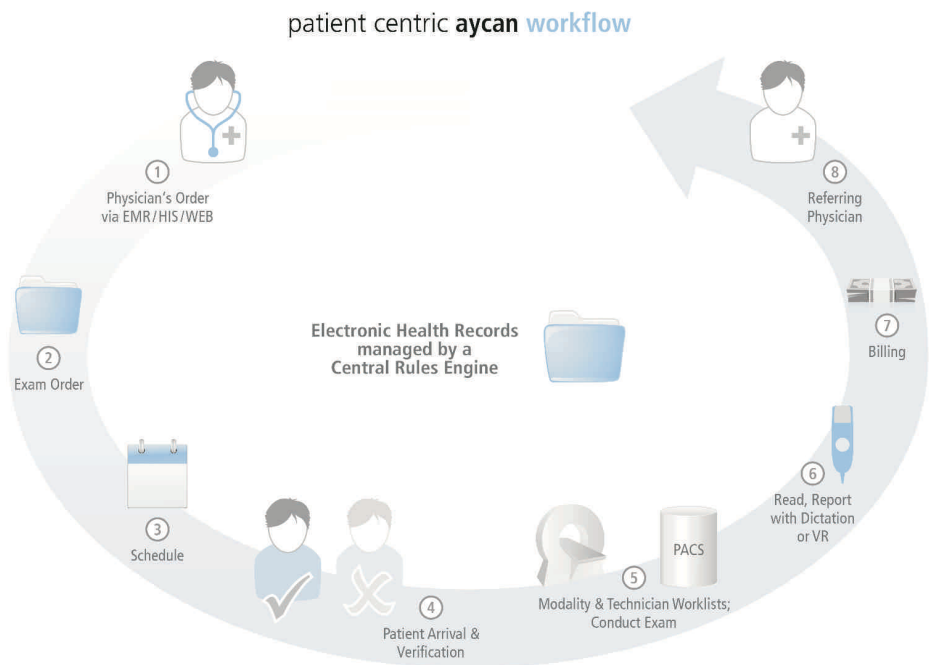 patient centric aycan workflow
1
Physician's Order
via EMR/HIS/WEB
2
Exam Order
3
Schedule
4
Patient Arrival &
Verification
5
Modality & Technician Worklists;
Conduct Exam
PACS
6
Read, Report
with Dictation
or VR
7
Billing
8
Referring
Physician
Electronic Health Records
managed by a
Central Rules Engine